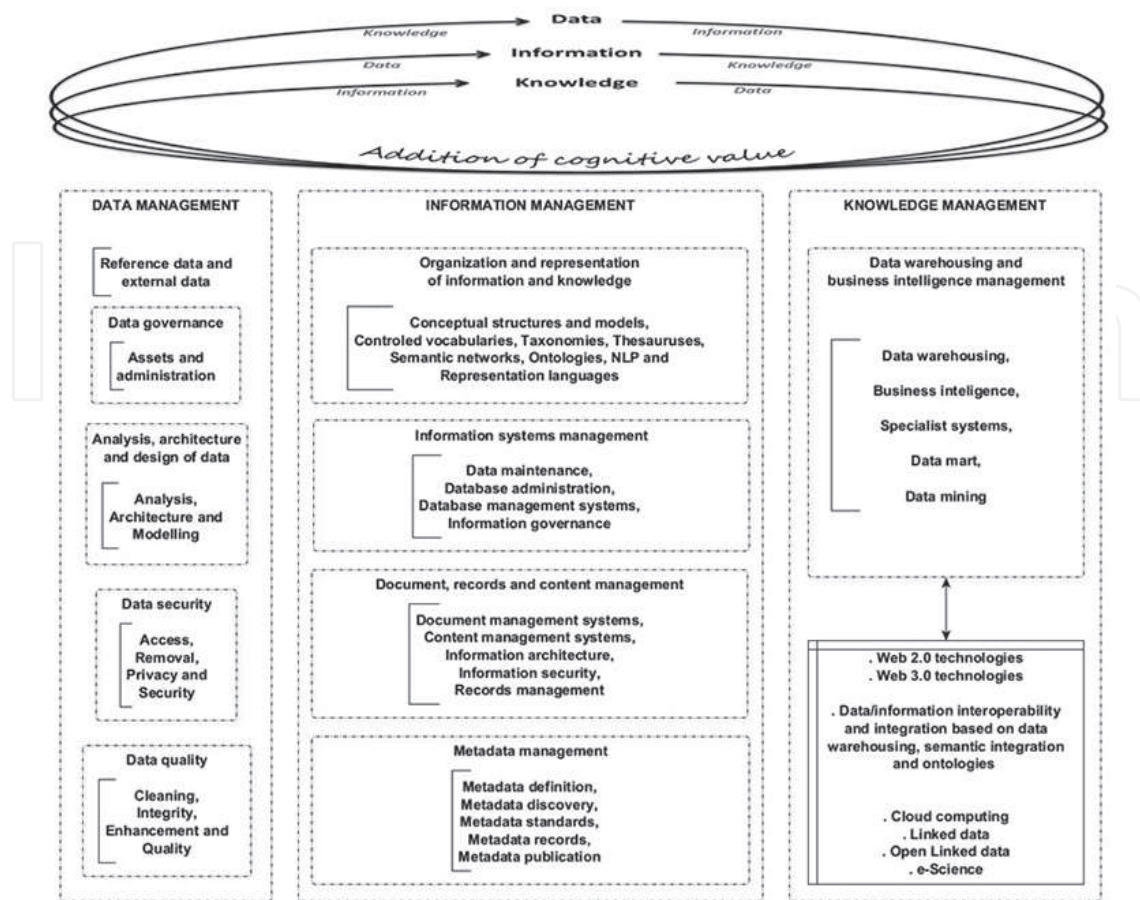 Data
Knowledge
Information
Information
Data
Knowledge
Knowledge
Information
Data
Addition of cognitive value
DATA MANAGEMENT
Reference data and
external data
Data governance
Assets and
administration
Analysis, architecture
and design of data
Analysis,
Architecture and
Modelling
Data security
Access,
Removal,
Privacy and
Security
Data quality
Cleaning,
Integrity,
Enhancement and
Quality
INFORMATION MANAGEMENT
Organization and representation
of information and knowledge
Conceptual structures and models,
Controled vocabularies, Taxonomies, Thesauruses,
Semantic networks, Ontologies, NLP and
Representation languages
Information systems management
Data maintenance,
Database administration,
Database management systems,
Information governance
Document, records and content management
Document management systems,
Content management systems,
Information architecture,
Information security,
Records management
Metadata management
Metadata definition,
Metadata discovery,
Metadata standards,
Metadata records,
Metadata publication
KNOWLEDGE MANAGEMENT
Data warehousing and
business intelligence management
Data warehousing,
Business inteligence,
Specialist systems,
Data mart,
Data mining
. Web 2.0 technologies
. Web 3.0 technologies
. Data/information interoperability
and integration based on data
warehousing, semantic integration
and ontologies
. Cloud computing
. Linked data
. Open Linked data
. e-Science